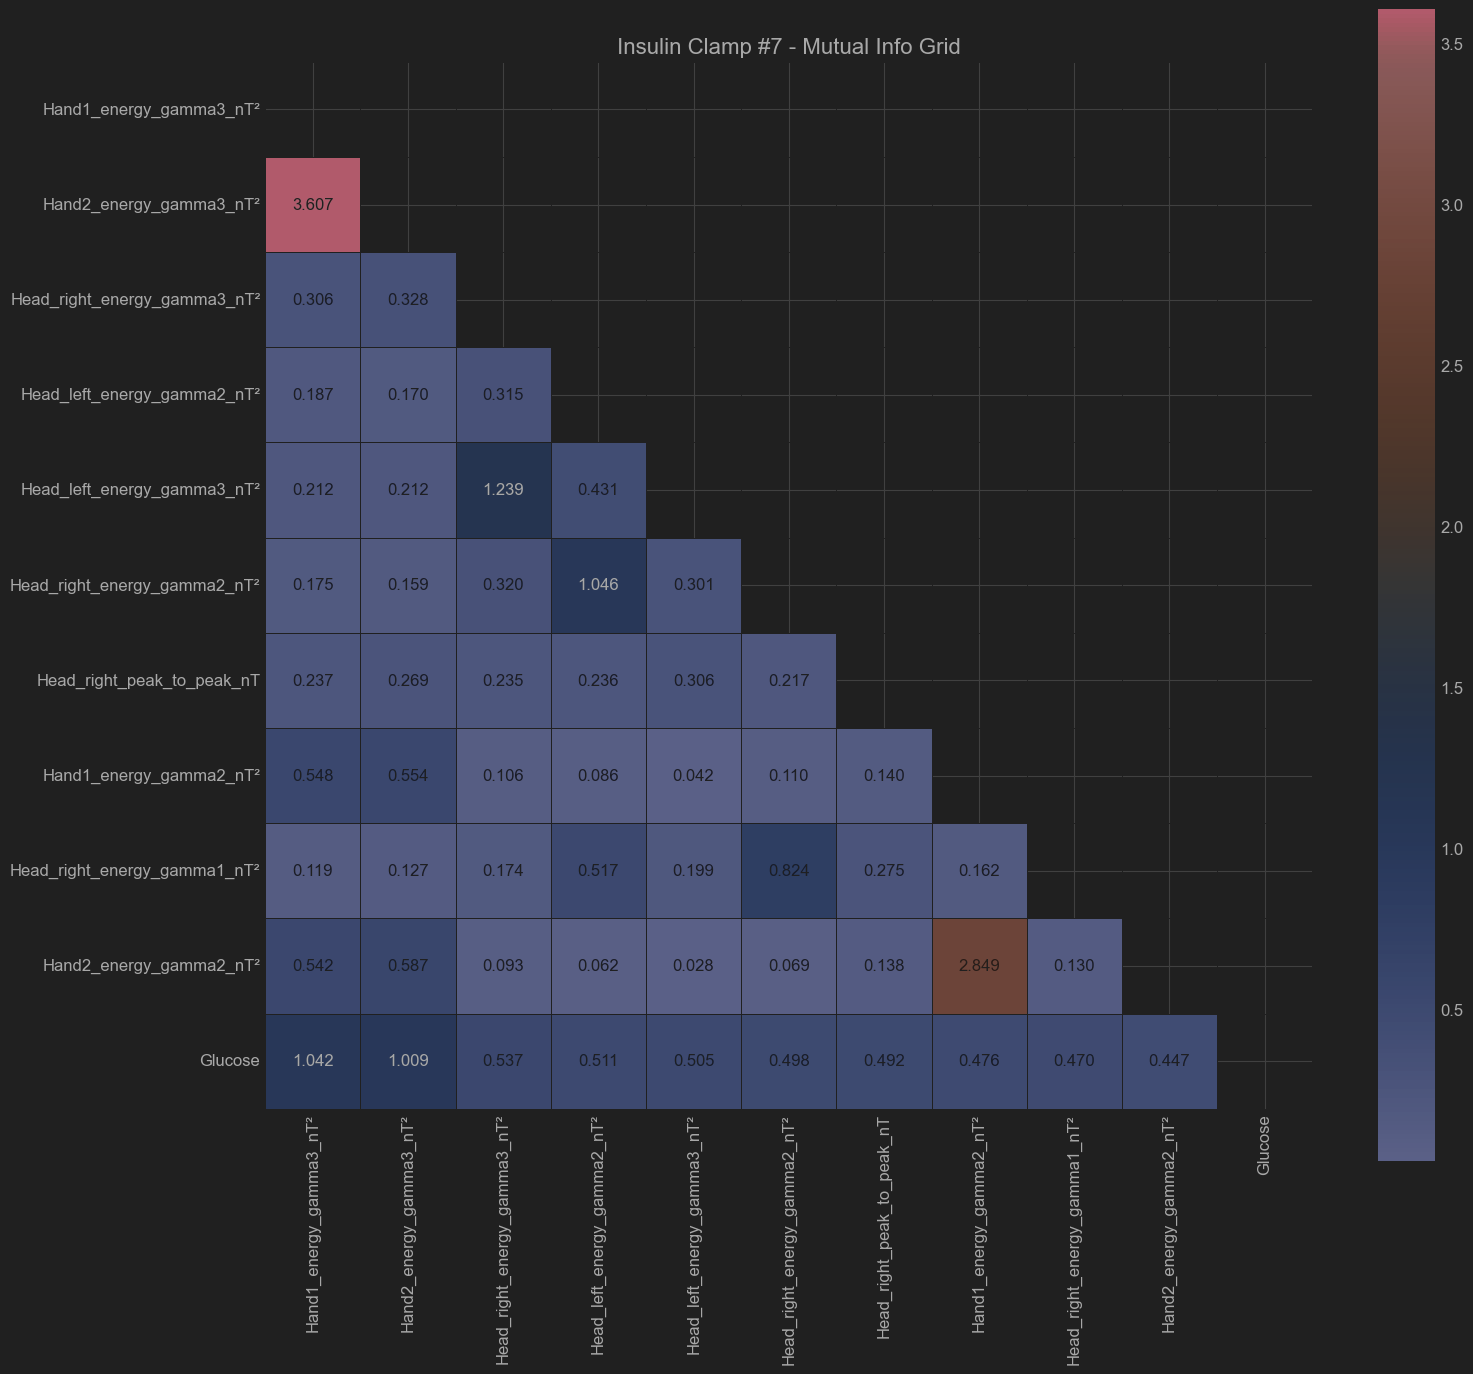 Insulin Clamp #7 - Mutual Info Grid
Hand1_energy_gamma3_nT²
Hand2_energy_gamma3_nT² 3.607
Head_right_energy_gamma3_nT² 0.306 0.328
Head_left_energy_gamma2_nT² 0.187 0.170 0.315
Head_left_energy_gamma3_nT² 0.212 0.212 1.239 0.431
Head_right_energy_gamma2_nT² 0.175 0.159 0.320 1.046 0.301
Head_right_peak_to_peak_nT 0.237 0.269 0.235 0.236 0.306 0.217
Hand1_energy_gamma2_nT² 0.548 0.554 0.106 0.086 0.042 0.110 0.140
Head_right_energy_gamma1_nT² 0.119 0.127 0.174 0.517 0.199 0.824 0.275 0.162
Hand2_energy_gamma2_nT² 0.542 0.587 0.093 0.062 0.028 0.069 0.138 2.849 0.130
Glucose 1.042 1.009 0.537 0.511 0.505 0.498 0.492 0.476 0.470 0.447
Hand1_energy_gamma3_nT²
Hand2_energy_gamma3_nT²
Head_right_energy_gamma3_nT²
Head_left_energy_gamma2_nT²
Head_left_energy_gamma3_nT²
Head_right_energy_gamma2_nT²
Head_right_peak_to_peak_nT
Hand1_energy_gamma2_nT²
Head_right_energy_gamma1_nT²
Hand2_energy_gamma2_nT²
Glucose
3.5
3.0
2.5
2.0
1.5
1.0
0.5